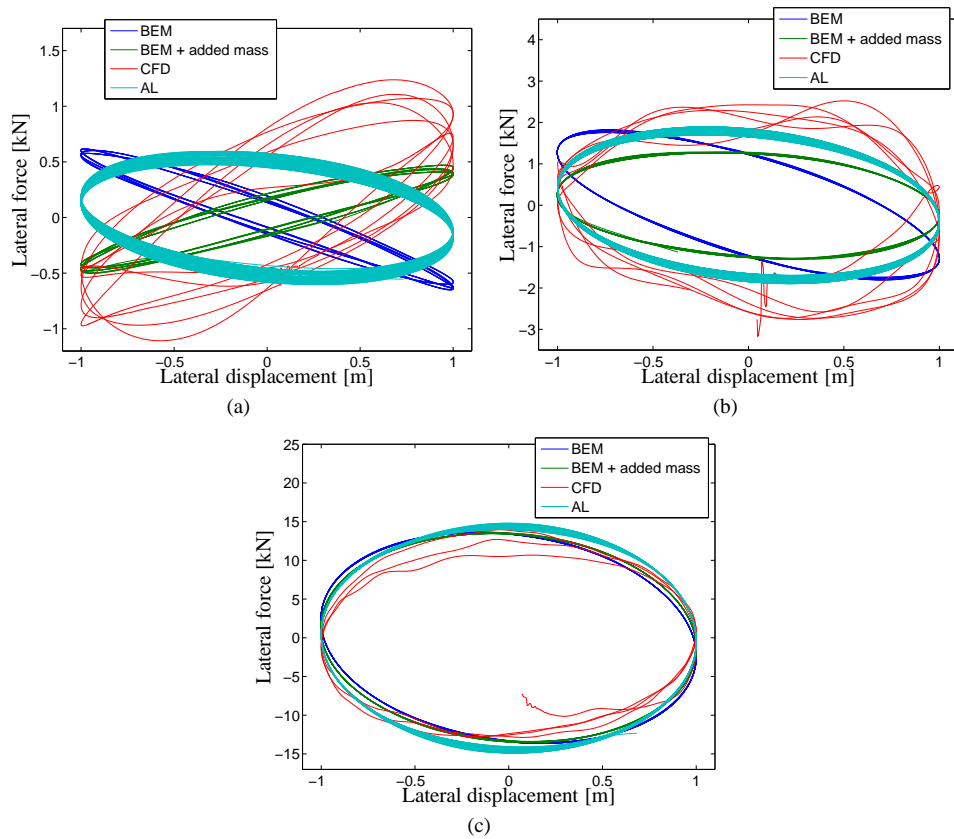 BEM
BEM + added mass
CFD
AL
1.5
1
0.5
0
−0.5
−1
−1
−0.5
0
0.5
1
Lateral force [kN]
Lateral displacement [m]
(a)
BEM
BEM + added mass
CFD
AL
4
3
2
1
0
−1
−2
−3
−1
−0.5
0
0.5
1
Lateral force [kN]
Lateral displacement [m]
(b)
BEM
BEM + added mass
CFD
AL
25
20
15
10
5
0
−5
−10
−15
−1
−0.5
0
0.5
1
Lateral force [kN]
Lateral displacement [m]
(c)